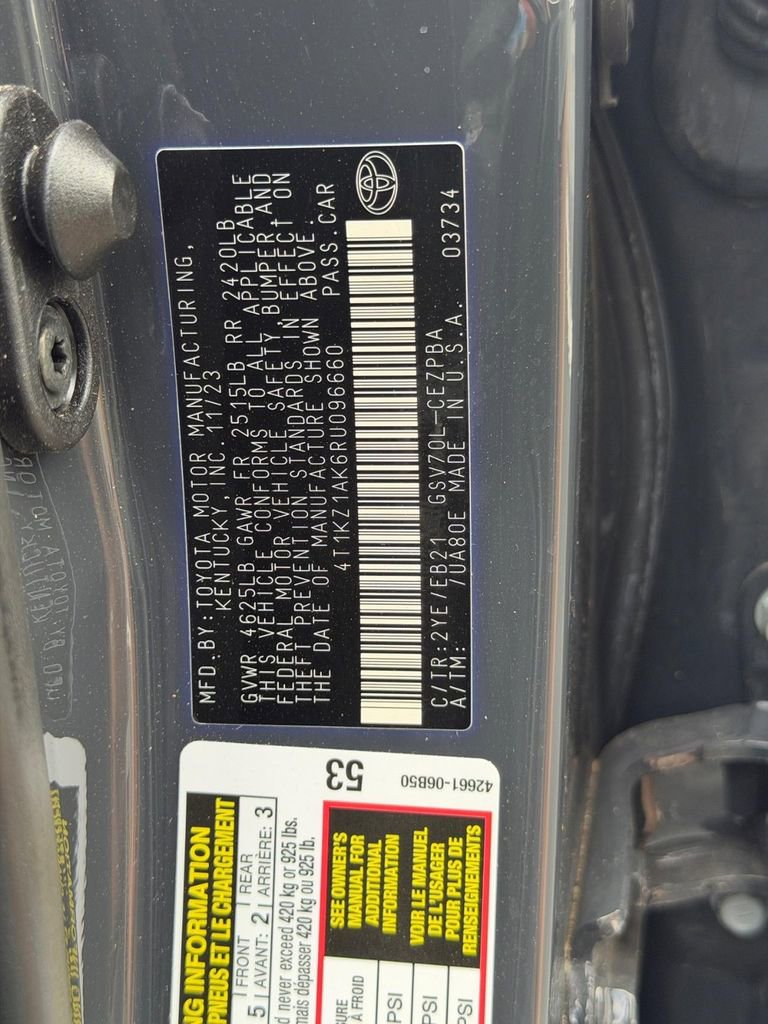 MFD.BY:TOYOTA MOTOR MANUFACTURING,
KENTUCKY, INC. 11/23
GVWR 4625LB GAWR FR 2515LB RR 2420LB
THIS VEHICLE CONFORMS TO ALL APPLICABLE
FEDERAL MOTOR VEHICLE SAFETY, BUMPER AND
THEFT PREVENTION STANDARDS IN EFFECT ON
THE DATE OF MANUFACTURE SHOWN ABOVE.
4T1KZ1AK6RU096660 PASS.CAR
C/TR:2YE/EB21 GSV70L-CEZPBA
A/TM: /UA80E MADE IN U.S.A. 03734
NG INFORMATION
PNEUS ET LE CHARGEMENT
5 FRONT 2 REAR 3
AVANT: ARRIÈRE:
d never exceed 420 kg or 925 lbs.
mais dépasser 420 kg ou 925 lb.
53
SEE OWNER'S
MANUAL FOR
ADDITIONAL
INFORMATION
VOIR LE MANUEL
DE L'USAGER
POUR PLUS DE
RENSEIGNEMENTS
SURE
À FROID
PSI
PSI
PSI
42661-06B50